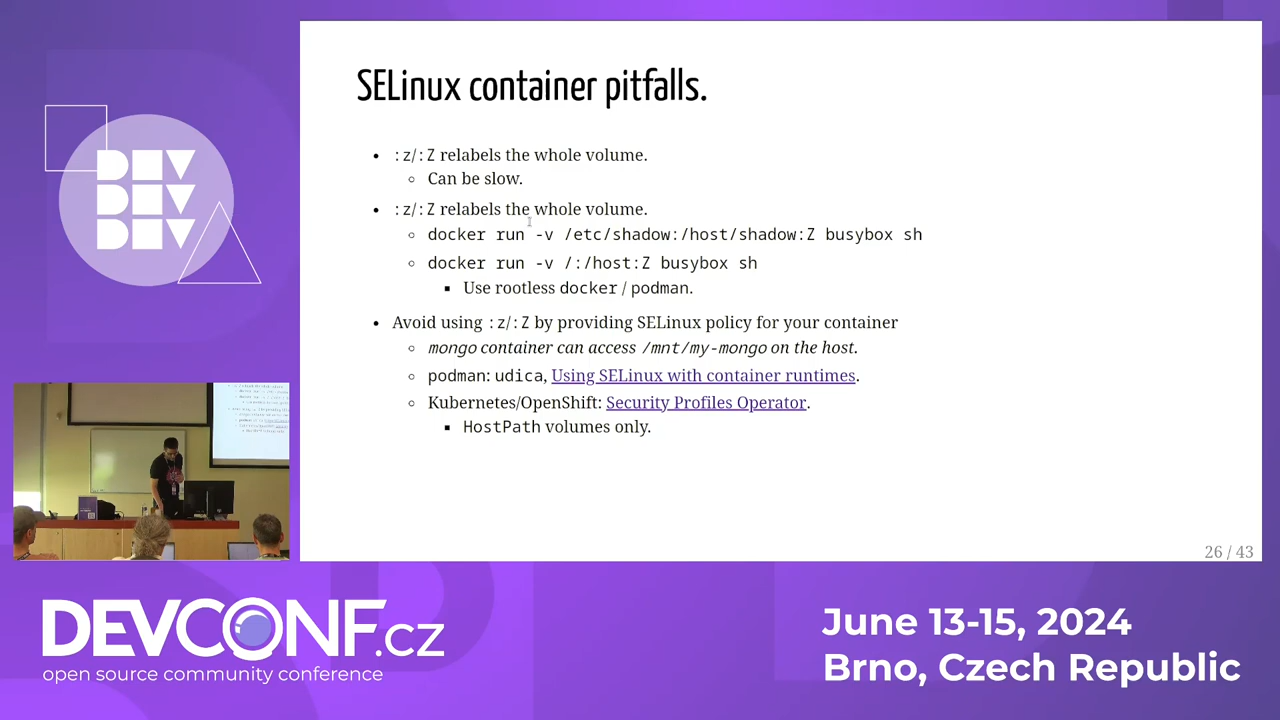 SELinux container pitfalls.
• :z/:Z relabels the whole volume.
◦ Can be slow.
• :z/:Z relabels the whole volume.
◦ docker run -v /etc/shadow:/host/shadow:Z busybox sh
◦ docker run -v /:/host:Z busybox sh
▪ Use rootless docker / podman.
• Avoid using :z/:Z by providing SELinux policy for your container
◦ mongo container can access /mnt/my-mongo on the host.
◦ podman: udica, Using SELinux with container runtimes.
◦ Kubernetes/OpenShift: Security Profiles Operator.
▪ HostPath volumes only.
26 / 43
DEV
DEV
DEV
DEVCONF.cz
open source community conference
June 13-15, 2024
Brno, Czech Republic